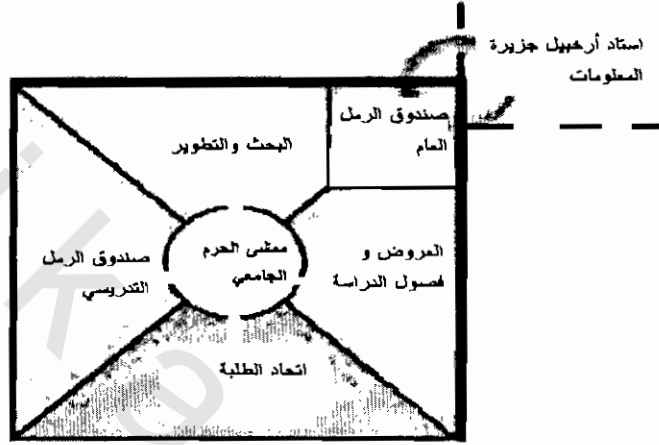 استاد أرخبيل جزيرة
المعلومات
صندوق الرمل
العام
البحث والتطوير
ممشى الحرم
الجامعي
العروض و
فصول الدراسة
صندوق الرمل
التدريسي
اتحاد الطلبة